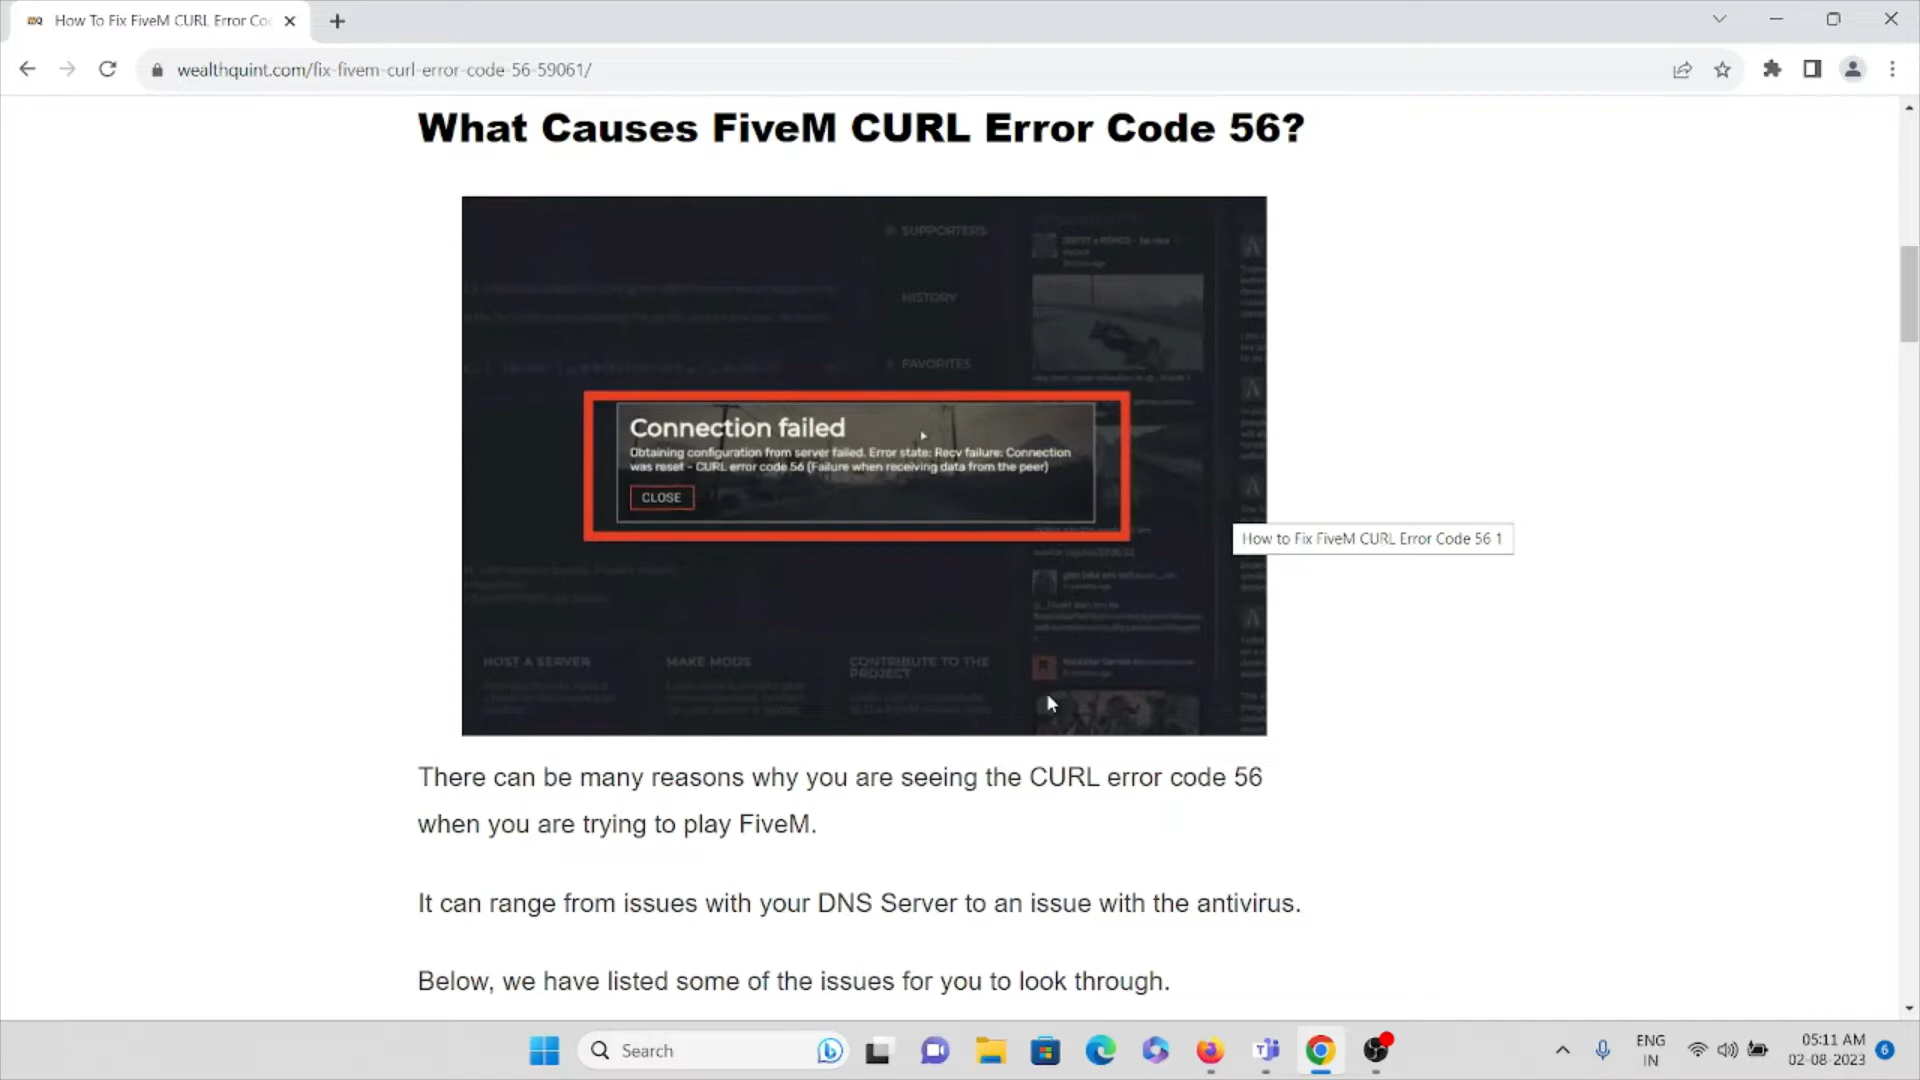 How To Fix FiveM CURL Error Co
wealthquint.com/fix-fivem-curl-error-code-56-59061/
What Causes FiveM CURL Error Code 56?
SUPPORTERS
HISTORY
FAVORITES
Connection failed
Obtaining configuration from server failed. Error state: Recv failure: Connection
was reset - CURL error code 56 (Failure when receiving data from the peer)
CLOSE
How to Fix FiveM CURL Error Code 56 1
HOST A SERVER
MAKE MODS
CONTRIBUTE TO THE
PROJECT
There can be many reasons why you are seeing the CURL error code 56
when you are trying to play FiveM.
It can range from issues with your DNS Server to an issue with the antivirus.
Below, we have listed some of the issues for you to look through.
Search
ENG
IN
05:11 AM
02-08-2023
6